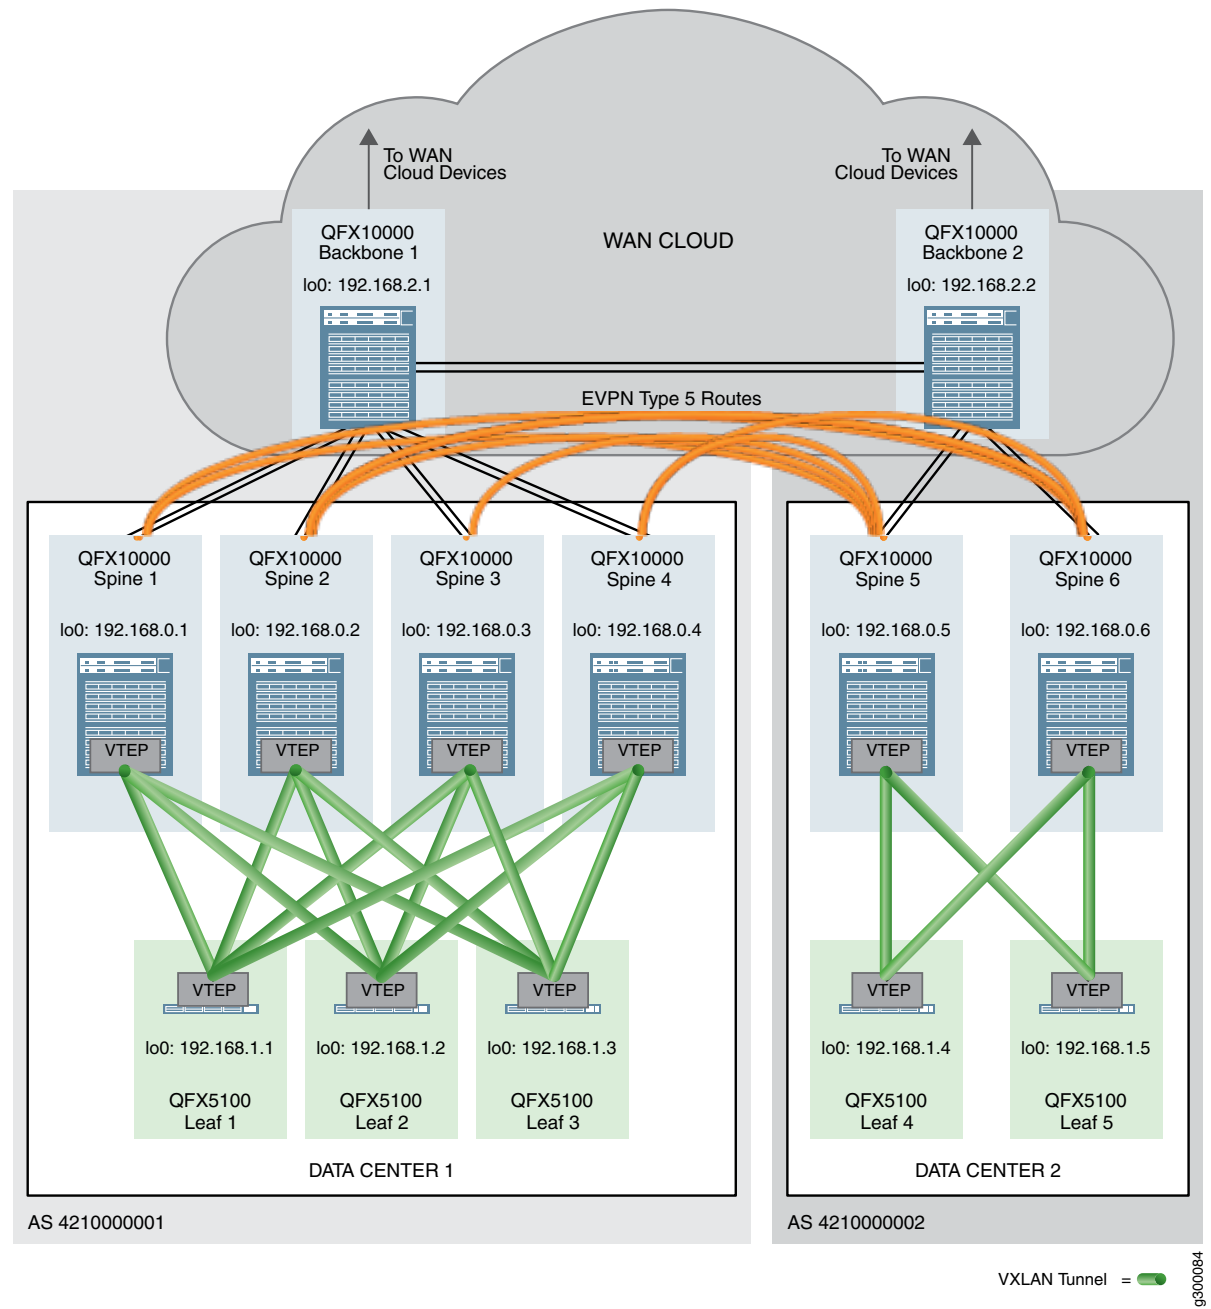 To WAN
Cloud Devices
To WAN
Cloud Devices
QFX10000
Backbone 1
lo0: 192.168.2.1
WAN CLOUD
QFX10000
Backbone 2
lo0: 192.168.2.2
EVPN Type 5 Routes
QFX10000
Spine 1
lo0: 192.168.0.1
VTEP
QFX10000
Spine 2
lo0: 192.168.0.2
VTEP
QFX10000
Spine 3
lo0: 192.168.0.3
VTEP
QFX10000
Spine 4
lo0: 192.168.0.4
VTEP
QFX10000
Spine 5
lo0: 192.168.0.5
VTEP
QFX10000
Spine 6
lo0: 192.168.0.6
VTEP
VTEP
lo0: 192.168.1.1
QFX5100
Leaf 1
VTEP
lo0: 192.168.1.2
QFX5100
Leaf 2
VTEP
lo0: 192.168.1.3
QFX5100
Leaf 3
VTEP
lo0: 192.168.1.4
QFX5100
Leaf 4
VTEP
lo0: 192.168.1.5
QFX5100
Leaf 5
DATA CENTER 1
DATA CENTER 2
AS 4210000001
AS 4210000002
VXLAN Tunnel =
g300084